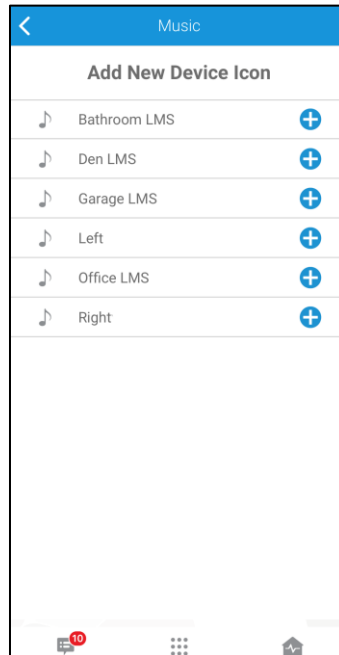 Music
Add New Device Icon
Bathroom LMS
Den LMS
Garage LMS
Left
Office LMS
Right
10